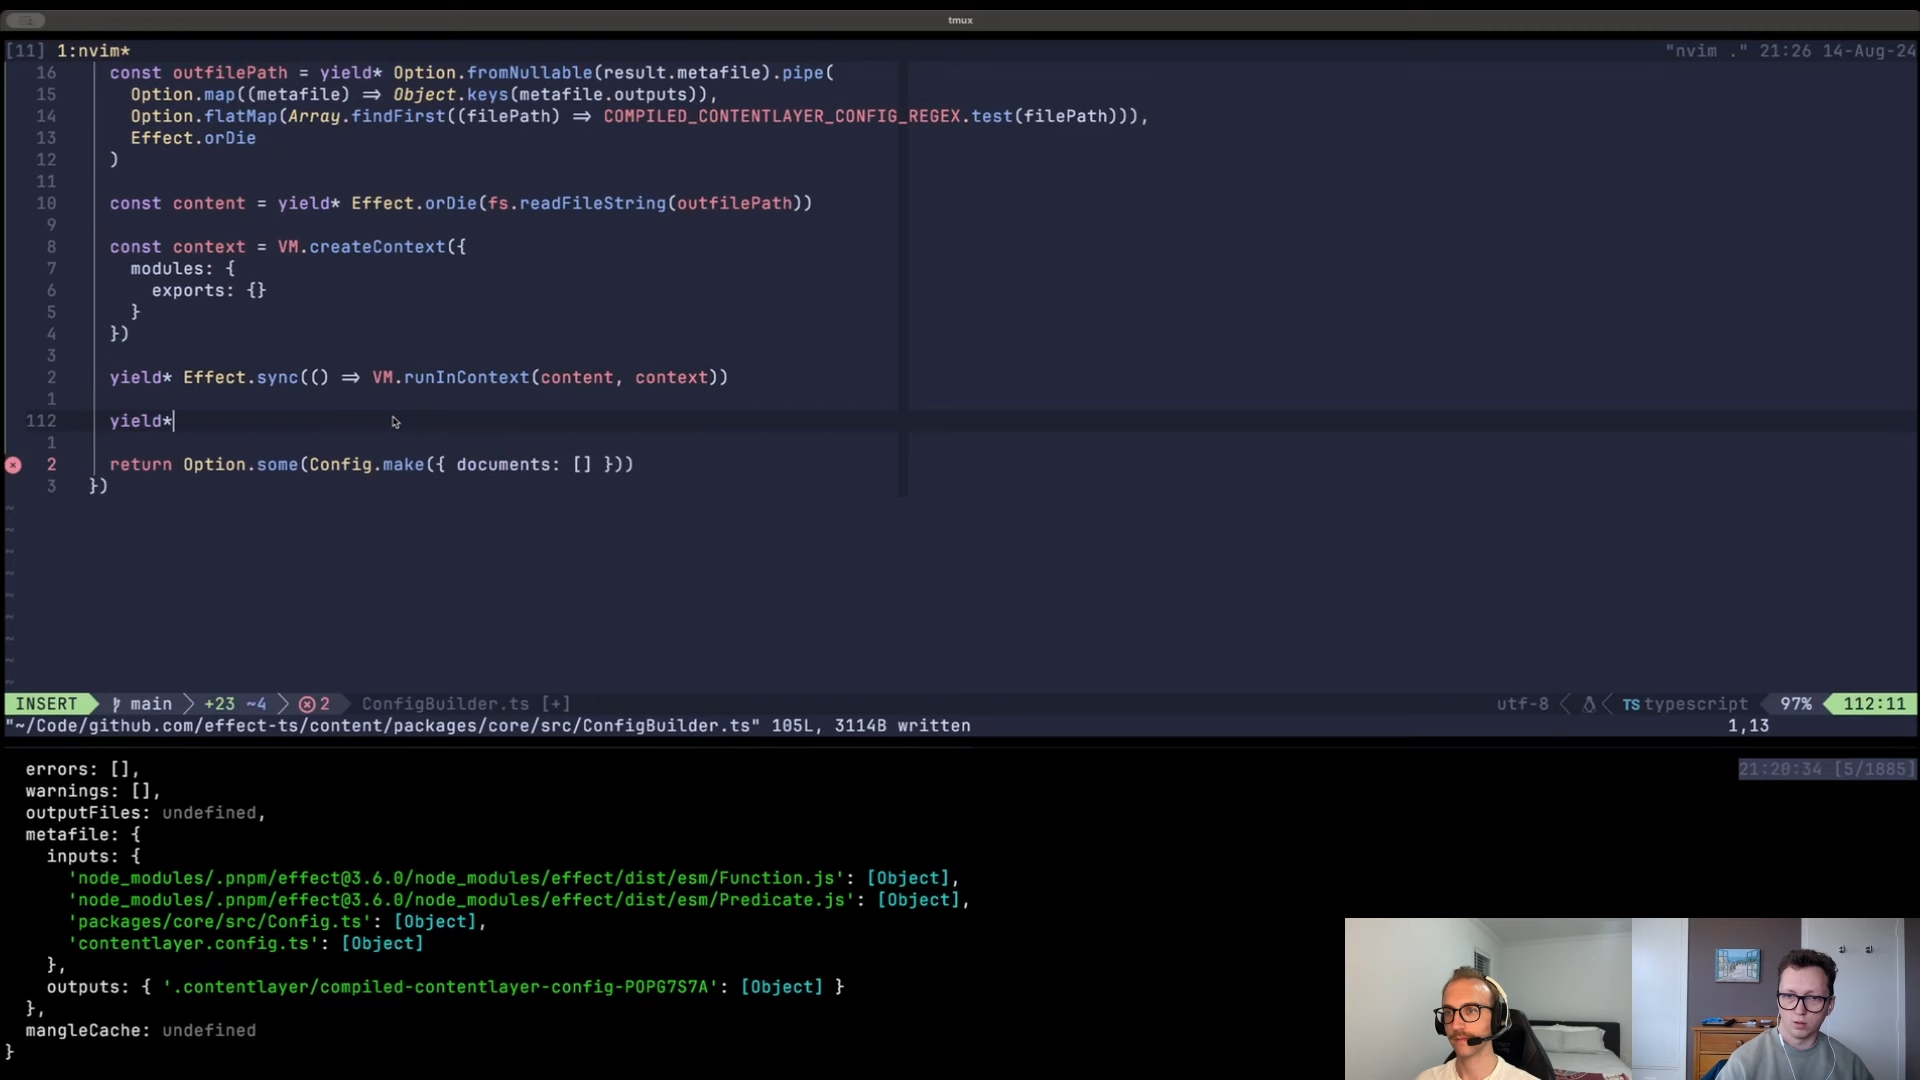 tmux
[11] 1:nvim* "nvim ." 21:26 14-Aug-24
16 const outfilePath = yield* Option.fromNullable(result.metafile).pipe(
15 Option.map((metafile) ⇒ Object.keys(metafile.outputs)),
14 Option.flatMap(Array.findFirst((filePath) ⇒ COMPILED_CONTENTLAYER_CONFIG_REGEX.test(filePath))),
13 Effect.orDie
12 )
11
10 const content = yield* Effect.orDie(fs.readFileString(outfilePath))
9
8 const context = VM.createContext({
7 modules: {
6 exports: {}
5 }
4 })
3
2 yield* Effect.sync(() ⇒ VM.runInContext(content, context))
1
112 yield*
1
2 return Option.some(Config.make({ documents: [] }))
3 })
~
~
~
~
~
~
~
~
~
INSERT main +23 ~4 2 ConfigBuilder.ts [+] utf-8 TS typescript 97% 112:11
"~/Code/github.com/effect-ts/content/packages/core/src/ConfigBuilder.ts" 105L, 3114B written 1,13
errors: [], 21:20:34 [5/1885]
warnings: [],
outputFiles: undefined,
metafile: {
inputs: {
'node_modules/.pnpm/effect@3.6.0/node_modules/effect/dist/esm/Function.js': [Object],
'node_modules/.pnpm/effect@3.6.0/node_modules/effect/dist/esm/Predicate.js': [Object],
'packages/core/src/Config.ts': [Object],
'contentlayer.config.ts': [Object]
},
outputs: { '.contentlayer/compiled-contentlayer-config-POPG7S7A': [Object] }
},
mangleCache: undefined
}